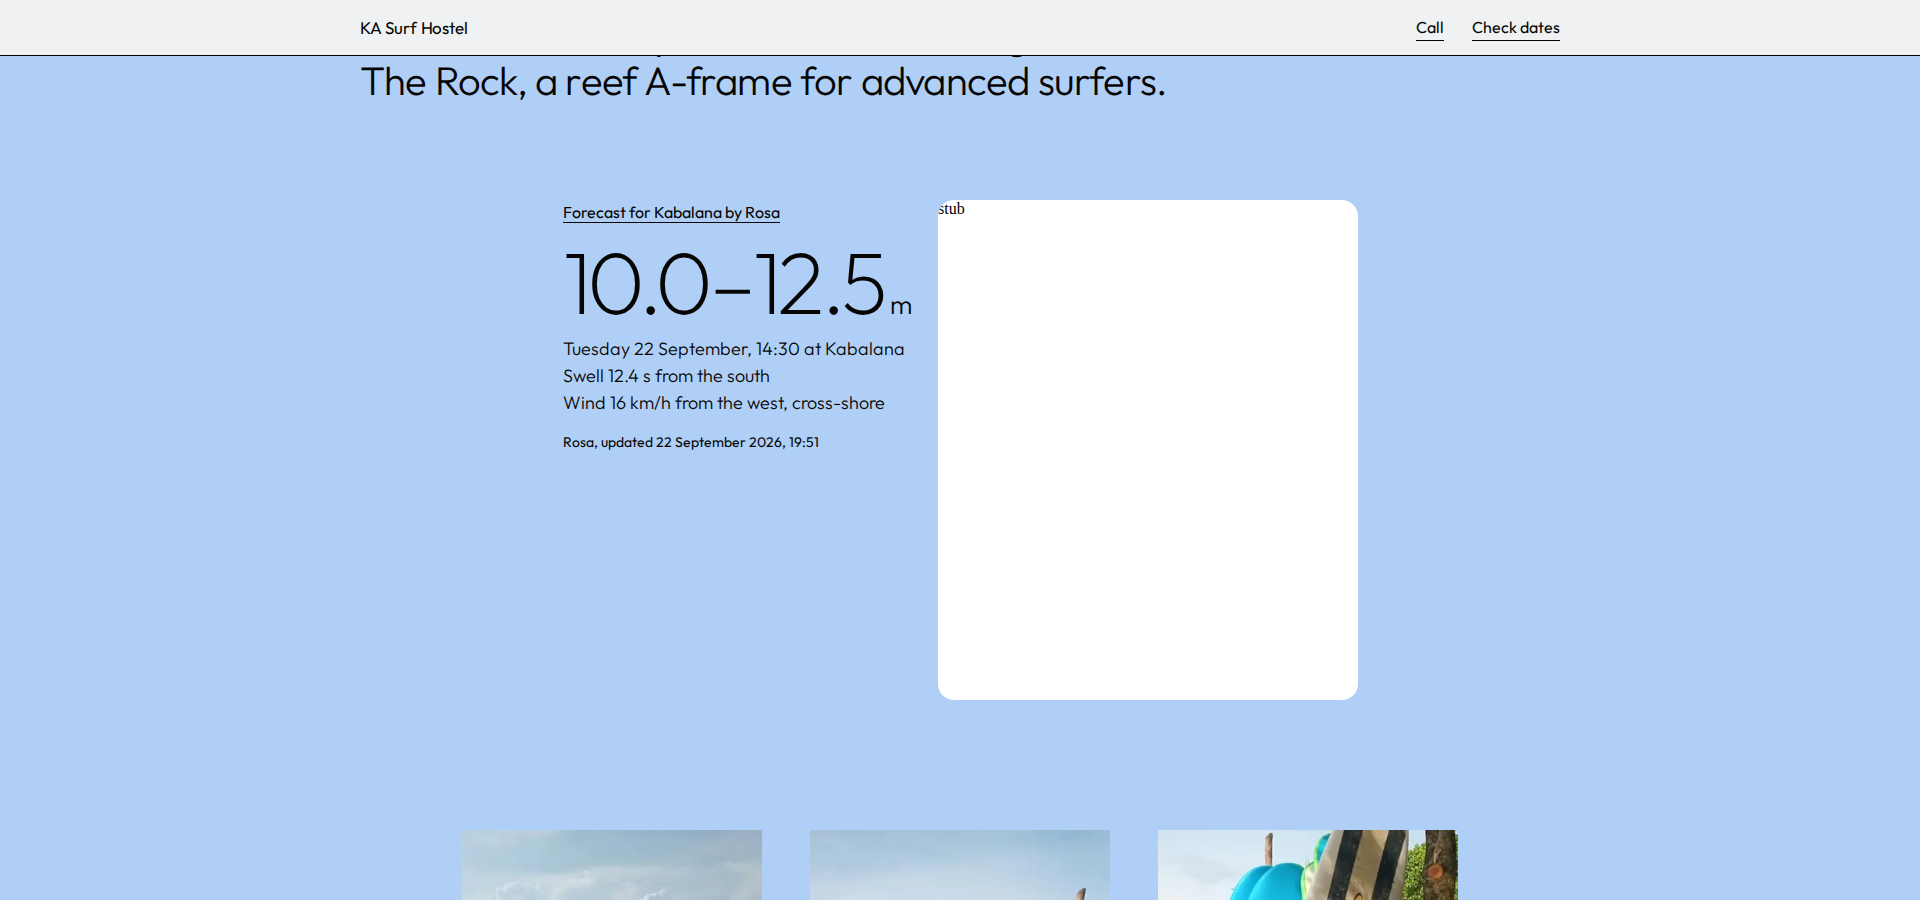 KA Surf Hostel
Call
Check dates
The Rock, a reef A-frame for advanced surfers.
Forecast for Kabalana by Rosa
10.0–12.5 m
Tuesday 22 September, 14:30 at Kabalana
Swell 12.4 s from the south
Wind 16 km/h from the west, cross-shore
Rosa, updated 22 September 2026, 19:51
stub